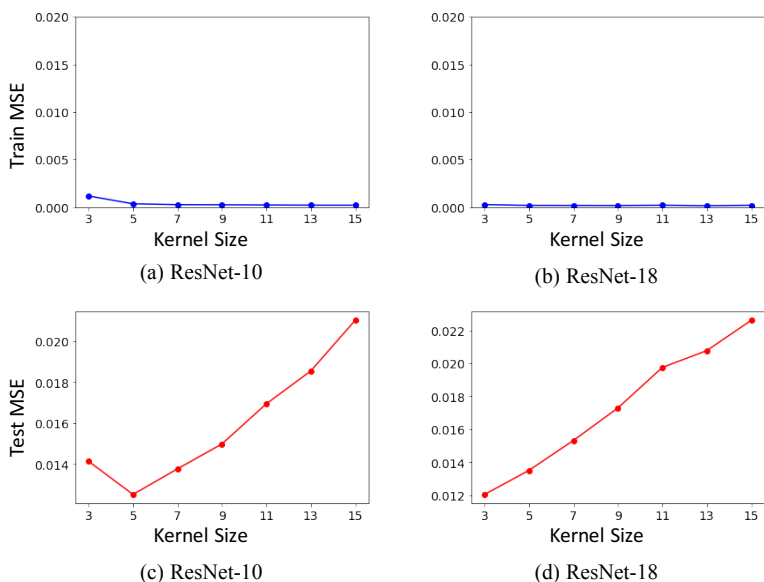 0.020
0.015
0.010
0.005
0.000
Train MSE
3 5 7 9 11 13 15
Kernel Size
(a) ResNet-10
0.020
0.015
0.010
0.005
0.000
3 5 7 9 11 13 15
Kernel Size
(b) ResNet-18
0.020
0.018
0.016
0.014
Test MSE
3 5 7 9 11 13 15
Kernel Size
(c) ResNet-10
0.022
0.020
0.018
0.016
0.014
0.012
3 5 7 9 11 13 15
Kernel Size
(d) ResNet-18